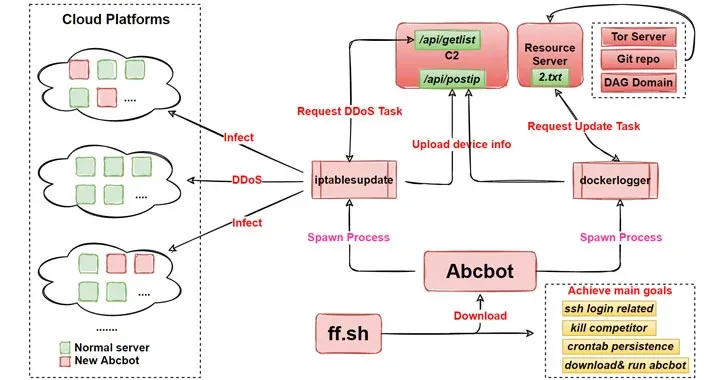 Cloud Platforms
....
....
....
.......
Normal server
New Abcbot
Infect
DDoS
Infect
/api/getlist
C2
/api/postip
Resource
Server
2.txt
Tor Server
Git repo
DAG Domain
Request DDoS Task
Upload device info
Request Update Task
iptablesupdate
dockerlogger
Spawn Process
Spawn Process
Abcbot
Download
ff.sh
Achieve main goals
ssh login related
kill competitor
crontab persistence
download& run abcbot